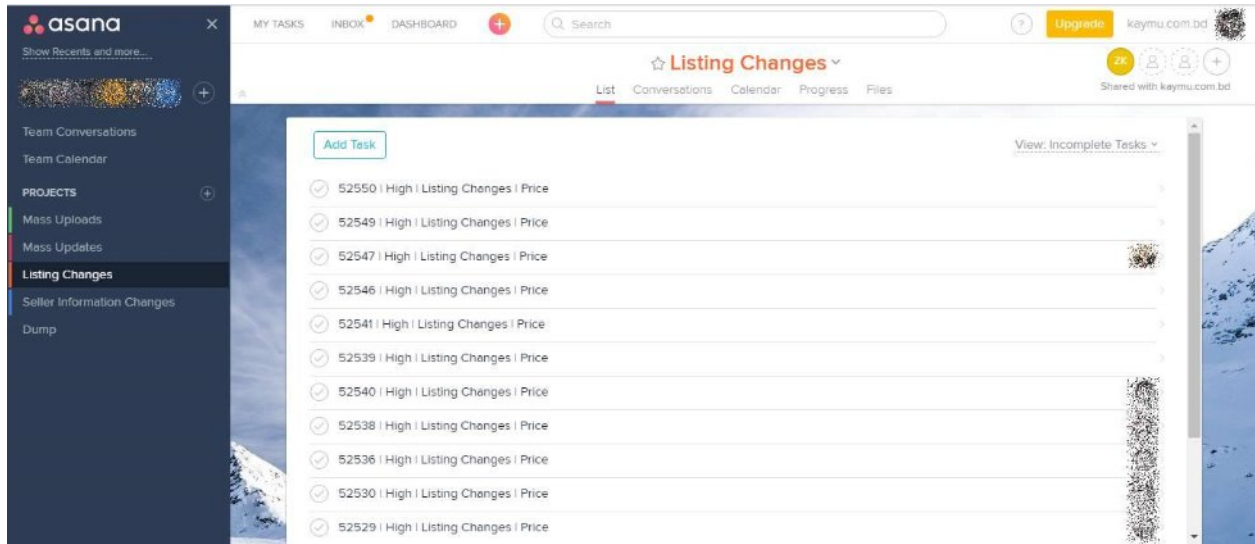 asana
MY TASKS INBOX DASHBOARD
Search
?
Upgrade
kaymu.com.bd
Show Recents and more...
Listing Changes
ZK
Shared with kaymu.com.bd
List Conversations Calendar Progress Files
Team Conversations
Team Calendar
PROJECTS
Mass Uploads
Mass Updates
Listing Changes
Seller Information Changes
Dump
Add Task
View: Incomplete Tasks
52550 | High | Listing Changes | Price
52549 | High | Listing Changes | Price
52547 | High | Listing Changes | Price
52546 | High | Listing Changes | Price
52541 | High | Listing Changes | Price
52539 | High | Listing Changes | Price
52540 | High | Listing Changes | Price
52538 | High | Listing Changes | Price
52536 | High | Listing Changes | Price
52530 | High | Listing Changes | Price
52529 | High | Listing Changes | Price